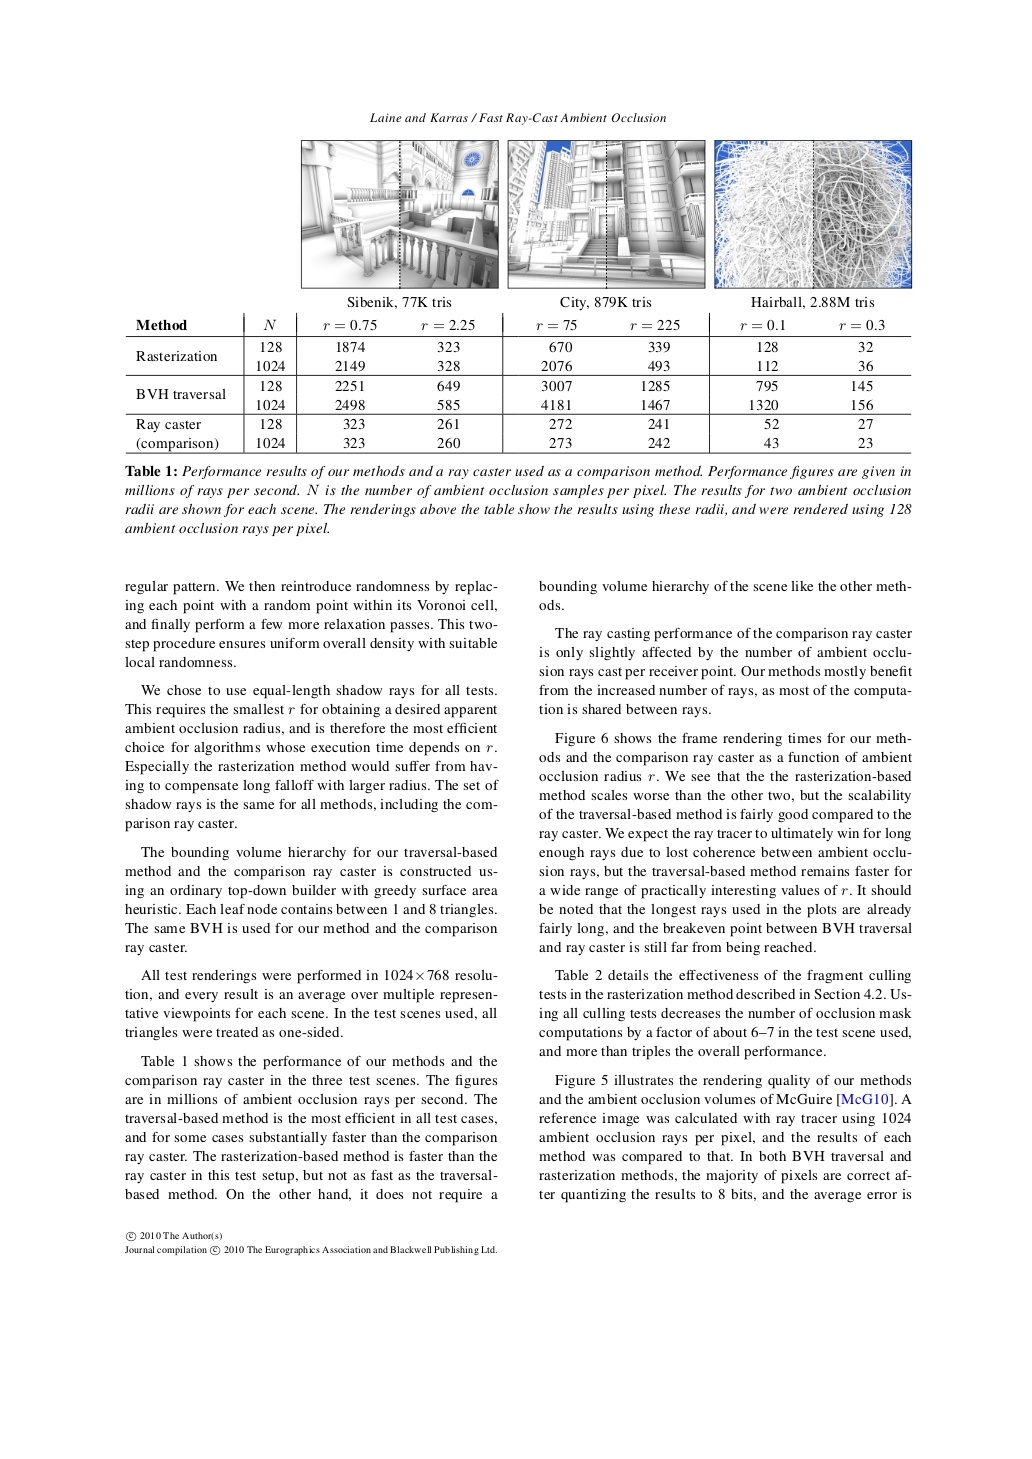 Laine and Karras / Fast Ray-Cast Ambient Occlusion
Sibenik, 77K tris City, 879K tris Hairball, 2.88M tris
Method N r = 0.75 r = 2.25 r = 75 r = 225 r = 0.1 r = 0.3
Rasterization 128 1874 323 670 339 128 32
1024 2149 328 2076 493 112 36
BVH traversal 128 2251 649 3007 1285 795 145
1024 2498 585 4181 1467 1320 156
Ray caster 128 323 261 272 241 52 27
(comparison) 1024 323 260 273 242 43 23
Table 1: Performance results of our methods and a ray caster used as a comparison method. Performance figures are given in
millions of rays per second. N is the number of ambient occlusion samples per pixel. The results for two ambient occlusion
radii are shown for each scene. The renderings above the table show the results using these radii, and were rendered using 128
ambient occlusion rays per pixel.
regular pattern. We then reintroduce randomness by replac-
ing each point with a random point within its Voronoi cell,
and finally perform a few more relaxation passes. This two-
step procedure ensures uniform overall density with suitable
local randomness.
We chose to use equal-length shadow rays for all tests.
This requires the smallest r for obtaining a desired apparent
ambient occlusion radius, and is therefore the most efficient
choice for algorithms whose execution time depends on r.
Especially the rasterization method would suffer from hav-
ing to compensate long falloff with larger radius. The set of
shadow rays is the same for all methods, including the com-
parison ray caster.
The bounding volume hierarchy for our traversal-based
method and the comparison ray caster is constructed us-
ing an ordinary top-down builder with greedy surface area
heuristic. Each leaf node contains between 1 and 8 triangles.
The same BVH is used for our method and the comparison
ray caster.
All test renderings were performed in 1024×768 resolu-
tion, and every result is an average over multiple represen-
tative viewpoints for each scene. In the test scenes used, all
triangles were treated as one-sided.
Table 1 shows the performance of our methods and the
comparison ray caster in the three test scenes. The figures
are in millions of ambient occlusion rays per second. The
traversal-based method is the most efficient in all test cases,
and for some cases substantially faster than the comparison
ray caster. The rasterization-based method is faster than the
ray caster in this test setup, but not as fast as the traversal-
based method. On the other hand, it does not require a
bounding volume hierarchy of the scene like the other meth-
ods.
The ray casting performance of the comparison ray caster
is only slightly affected by the number of ambient occlu-
sion rays cast per receiver point. Our methods mostly benefit
from the increased number of rays, as most of the computa-
tion is shared between rays.
Figure 6 shows the frame rendering times for our meth-
ods and the comparison ray caster as a function of ambient
occlusion radius r. We see that the the rasterization-based
method scales worse than the other two, but the scalability
of the traversal-based method is fairly good compared to the
ray caster. We expect the ray tracer to ultimately win for long
enough rays due to lost coherence between ambient occlu-
sion rays, but the traversal-based method remains faster for
a wide range of practically interesting values of r. It should
be noted that the longest rays used in the plots are already
fairly long, and the breakeven point between BVH traversal
and ray caster is still far from being reached.
Table 2 details the effectiveness of the fragment culling
tests in the rasterization method described in Section 4.2. Us-
ing all culling tests decreases the number of occlusion mask
computations by a factor of about 6–7 in the test scene used,
and more than triples the overall performance.
Figure 5 illustrates the rendering quality of our methods
and the ambient occlusion volumes of McGuire [McG10]. A
reference image was calculated with ray tracer using 1024
ambient occlusion rays per pixel, and the results of each
method was compared to that. In both BVH traversal and
rasterization methods, the majority of pixels are correct af-
ter quantizing the results to 8 bits, and the average error is
© 2010 The Author(s)
Journal compilation © 2010 The Eurographics Association and Blackwell Publishing Ltd.